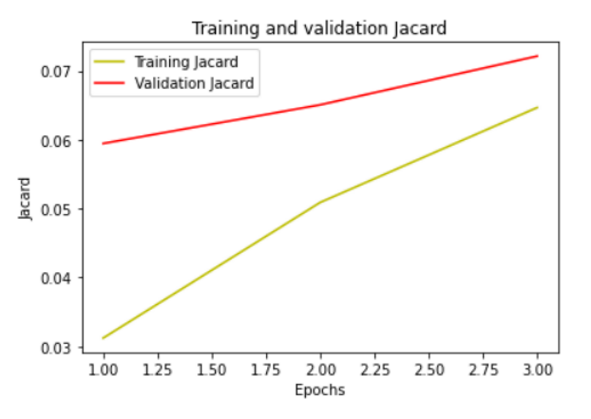 Training and validation Jacard
Training Jacard
Validation Jacard
0.07
0.06
0.05
0.04
0.03
Jacard
1.00 1.25 1.50 1.75 2.00 2.25 2.50 2.75 3.00
Epochs